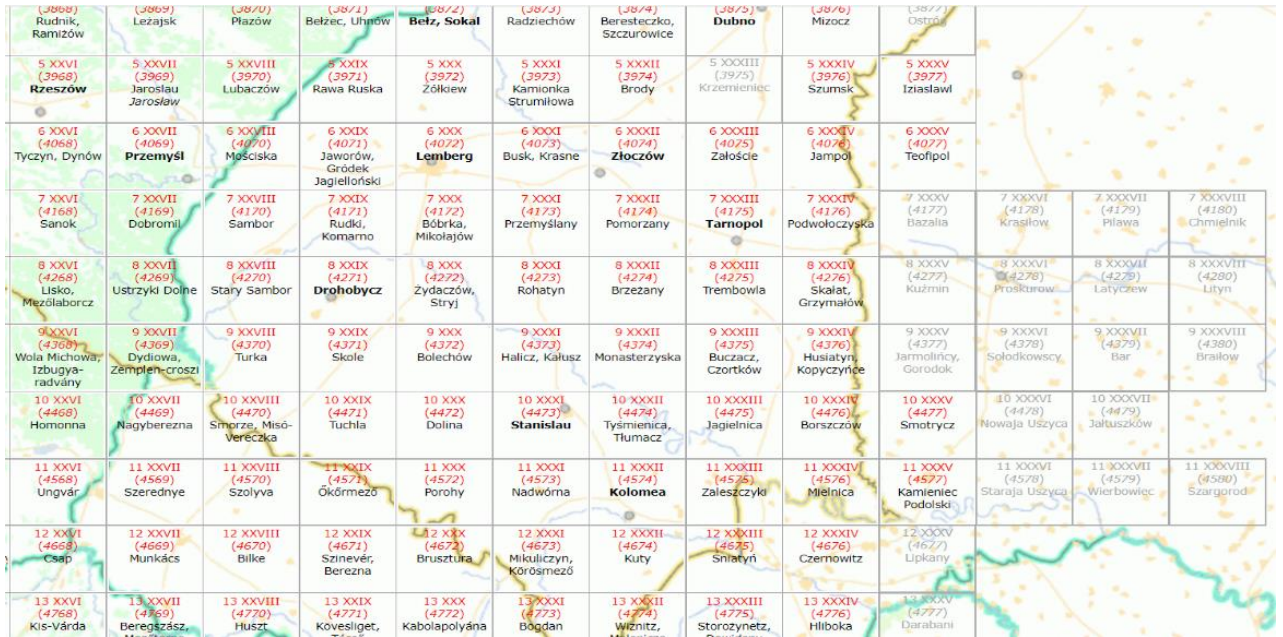 (3868) (3869) (3870) (3871) (3872) (3873) (3874) (3875) (3876) (3877)
Rudnik, Leżajsk Płazów Bełżec, Uhnów Bełz, Sokal Radziechów Beresteczko, Dubno Mizocz Ostróg
Ramiżów Szczurowice
5 XXVI 5 XXVII 5 XXVIII 5 XXIX 5 XXX 5 XXXI 5 XXXII 5 XXXIII 5 XXXIV 5 XXXV
(3968) (3969) (3970) (3971) (3972) (3973) (3974) (3975) (3976) (3977)
Rzeszów Jaroslau Lubaczów Rawa Ruska Żółkiew Kamionka Brody Krzemieniec Szumsk Iziaslawl
Jarosław Strumiłowa
6 XXVI 6 XXVII 6 XXVIII 6 XXIX 6 XXX 6 XXXI 6 XXXII 6 XXXIII 6 XXXIV 6 XXXV
(4068) (4069) (4070) (4071) (4072) (4073) (4074) (4075) (4076) (4077)
Tyczyn, Dynów Przemyśl Mościska Jaworów, Lemberg Busk, Krasne Złoczów Załoście Jampol Teofipol
Gródek
Jagielloński
7 XXVI 7 XXVII 7 XXVIII 7 XXIX 7 XXX 7 XXXI 7 XXXII 7 XXXIII 7 XXXIV 7 XXXV 7 XXXVI 7 XXXVII 7 XXXVIII
(4168) (4169) (4170) (4171) (4172) (4173) (4174) (4175) (4176) (4177) (4178) (4179) (4180)
Sanok Dobromil Sambor Rudki, Bóbrka, Przemyślany Pomorzany Tarnopol Podwołoczyska Bazalia Krasiłow Pilawa Chmielnik
Komarno Mikołajów
8 XXVI 8 XXVII 8 XXVIII 8 XXIX 8 XXX 8 XXXI 8 XXXII 8 XXXIII 8 XXXIV 8 XXXV 8 XXXVI 8 XXXVII 8 XXXVIII
(4268) (4269) (4270) (4271) (4272) (4273) (4274) (4275) (4276) (4277) (4278) (4279) (4280)
Lisko, Ustrzyki Dolne Stary Sambor Drohobycz Żydaczów, Rohatyn Brzeżany Trembowla Skałat, Kuźmin Proskurow Latyczew Lityn
Mezőlaborcz Stryj Grzymałów
9 XXVI 9 XXVII 9 XXVIII 9 XXIX 9 XXX 9 XXXI 9 XXXII 9 XXXIII 9 XXXIV 9 XXXV 9 XXXVI 9 XXXVII 9 XXXVIII
(4368) (4369) (4370) (4371) (4372) (4373) (4374) (4375) (4376) (4377) (4378) (4379) (4380)
Wola Michowa, Dydiowa, Turka Skole Bolechów Halicz, Kałusz Monasterzyska Buczacz, Husiatyn, Jarmolińcy, Sołodkowscy Bar Braiłow
Izbugya- Zemplen-croszi Czortków Kopyczyńce Gorodok
radvány
10 XXVI 10 XXVII 10 XXVIII 10 XXIX 10 XXX 10 XXXI 10 XXXII 10 XXXIII 10 XXXIV 10 XXXV 10 XXXVI 10 XXXVII
(4468) (4469) (4470) (4471) (4472) (4473) (4474) (4475) (4476) (4477) (4478) (4479)
Homonna Nagyberezna Smorze, Misó- Tuchla Dolina Stanislau Tyśmienica, Jagielnica Borszczów Smotrycz Nowaja Uszyca Jałtuszków
Vereczka Tłumacz
11 XXVI 11 XXVII 11 XXVIII 11 XXIX 11 XXX 11 XXXI 11 XXXII 11 XXXIII 11 XXXIV 11 XXXV 11 XXXVI 11 XXXVII 11 XXXVIII
(4568) (4569) (4570) (4571) (4572) (4573) (4574) (4575) (4576) (4577) (4578) (4579) (4580)
Ungvár Szerednye Szolyva Ökörmező Porohy Nadwórna Kolomea Zaleszczyki Mielnica Kamieniec Staraja Uszyca Wierbowiec Szargorod
Podolski
12 XXVI 12 XXVII 12 XXVIII 12 XXIX 12 XXX 12 XXXI 12 XXXII 12 XXXIII 12 XXXIV 12 XXXV
(4668) (4669) (4670) (4671) (4672) (4673) (4674) (4675) (4676) (4677)
Csap Munkács Bilke Szinevér, Brusztura Mikuliczyn, Kuty Śniatyń Czernowitz Lipkany
Berezna Körösmező
13 XXVI 13 XXVII 13 XXVIII 13 XXIX 13 XXX 13 XXXI 13 XXXII 13 XXXIII 13 XXXIV 13 XXXV
(4768) (4769) (4770) (4771) (4772) (4773) (4774) (4775) (4776) (4777)
Kis-Várda Beregszász, Huszt Kövesliget, Kabolapolyána Bogdan Wiznitz, Storozynetz, Hliboka Darabani